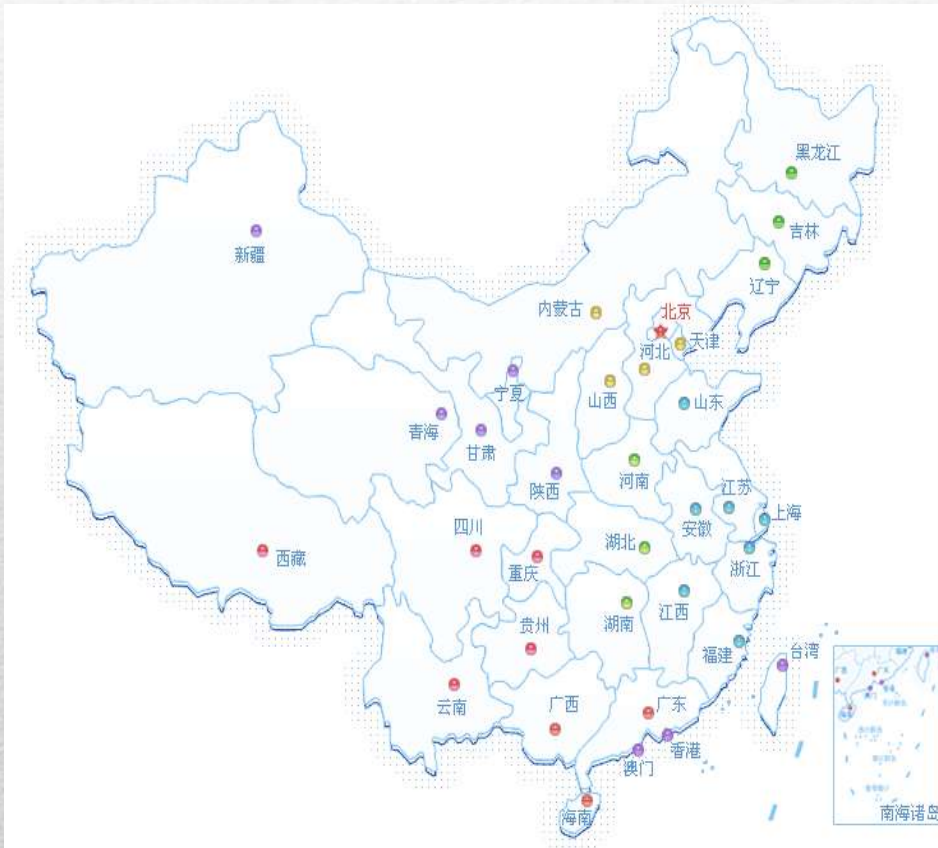 黑龙江
吉林
辽宁
新疆
内蒙古
北京
天津
河北
宁夏
山西
山东
青海
甘肃
陕西
河南
江苏
安徽
上海
四川
湖北
西藏
重庆
浙江
江西
湖南
贵州
福建
台湾
云南
广西
广东
香港
澳门
海南
南海诸岛